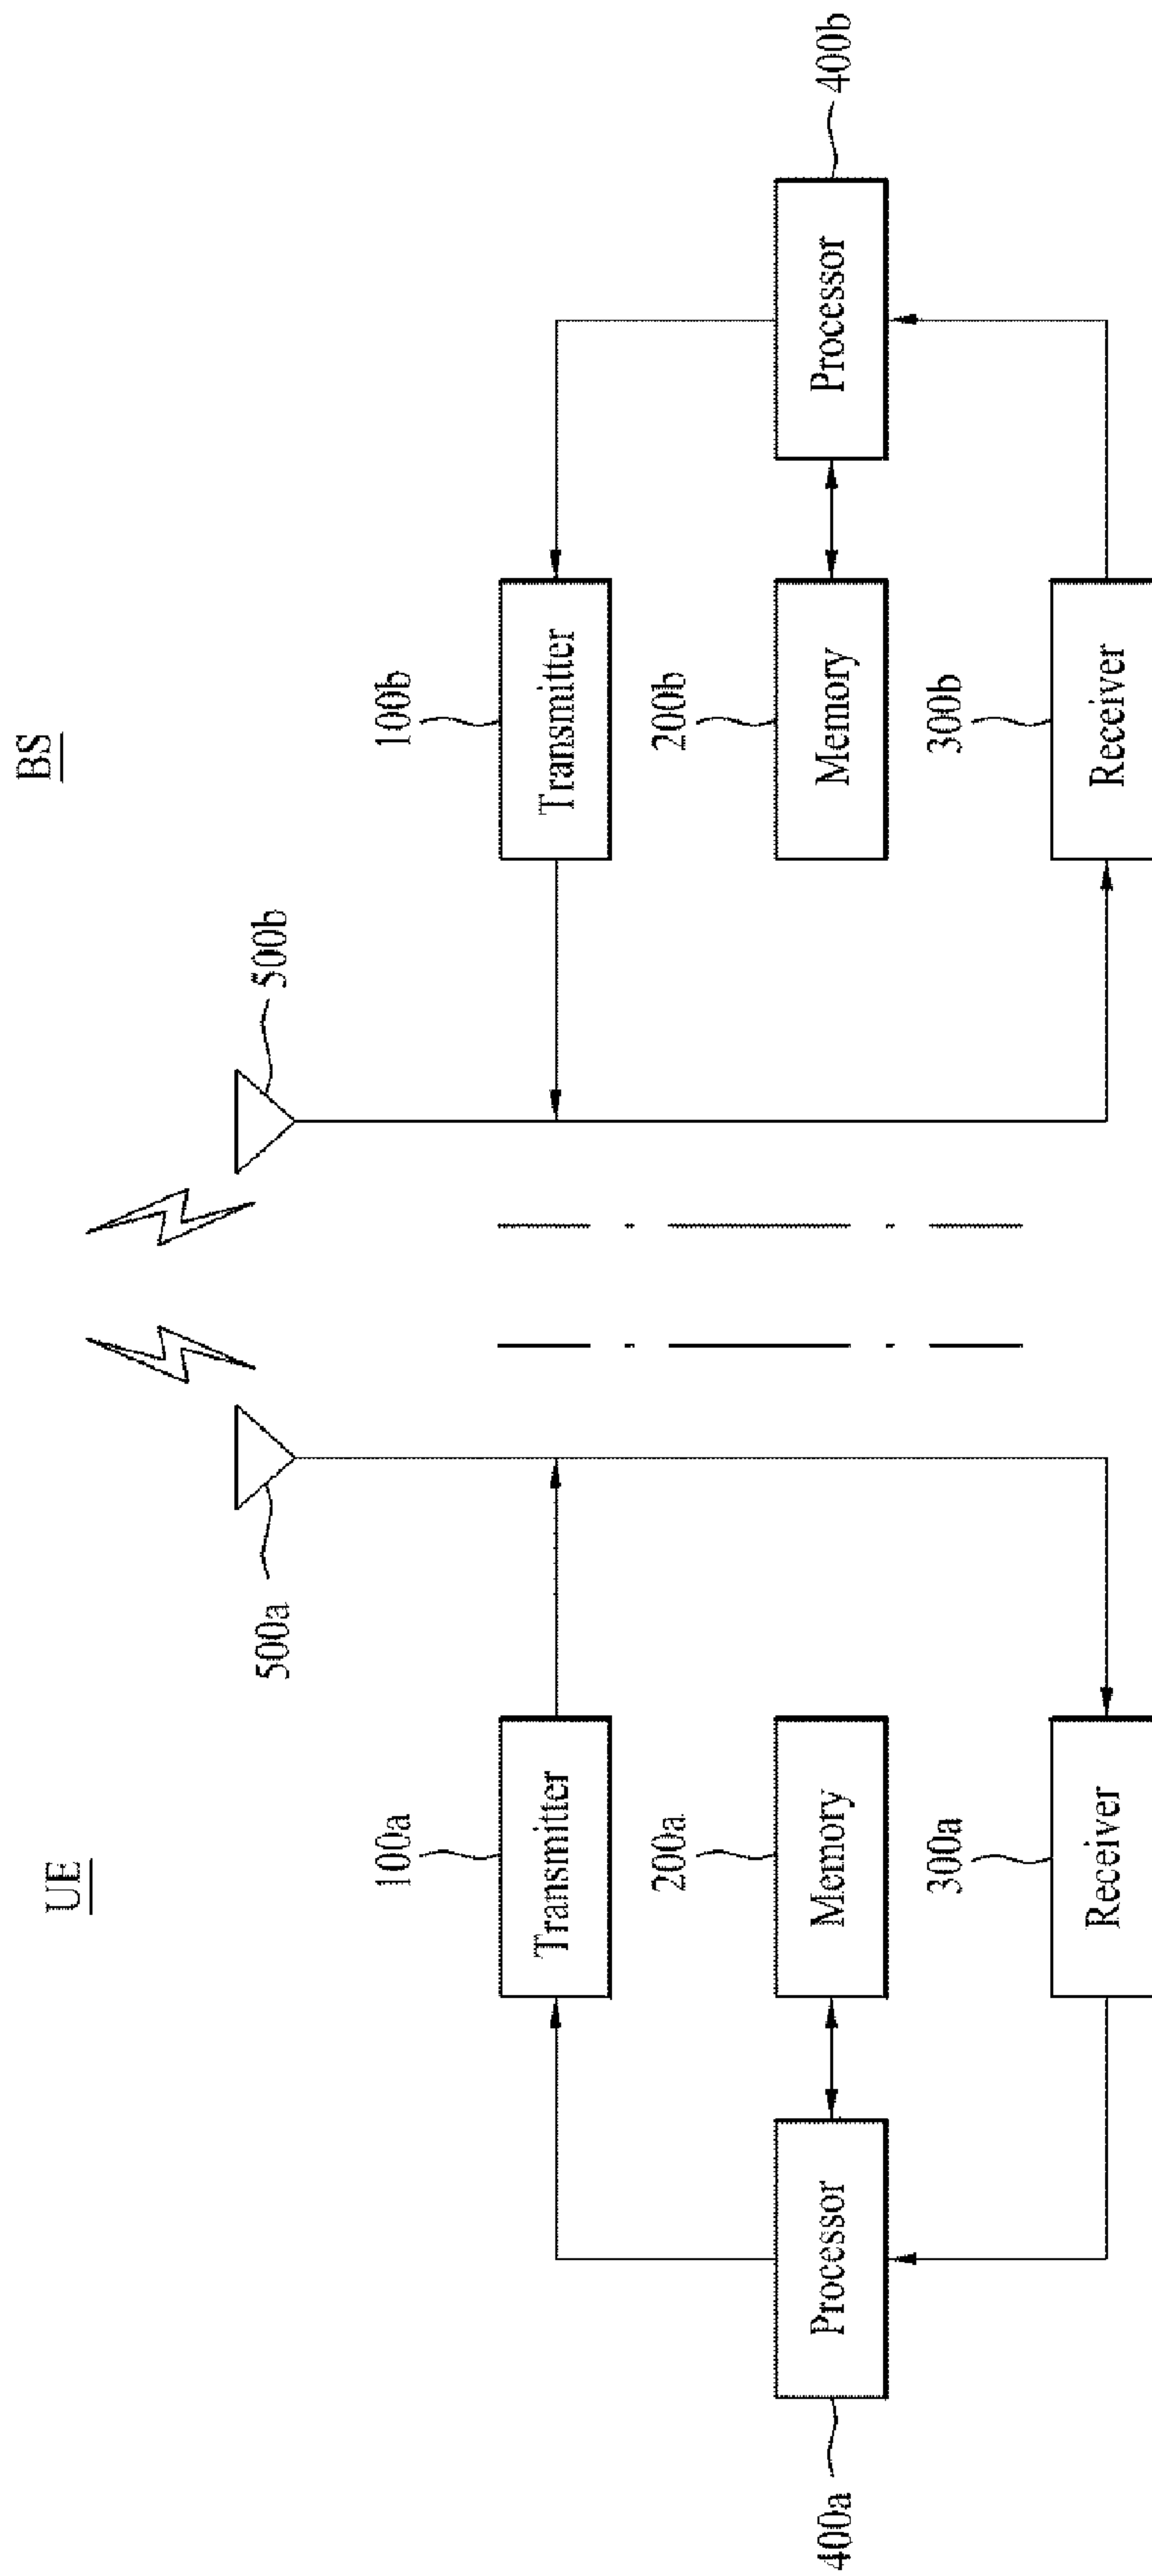 UE
BS
500a
500b
100a
Transmitter
100b
Transmitter
400a
Processor
200a
Memory
200b
Memory
Processor
400b
300a
Receiver
300b
Receiver